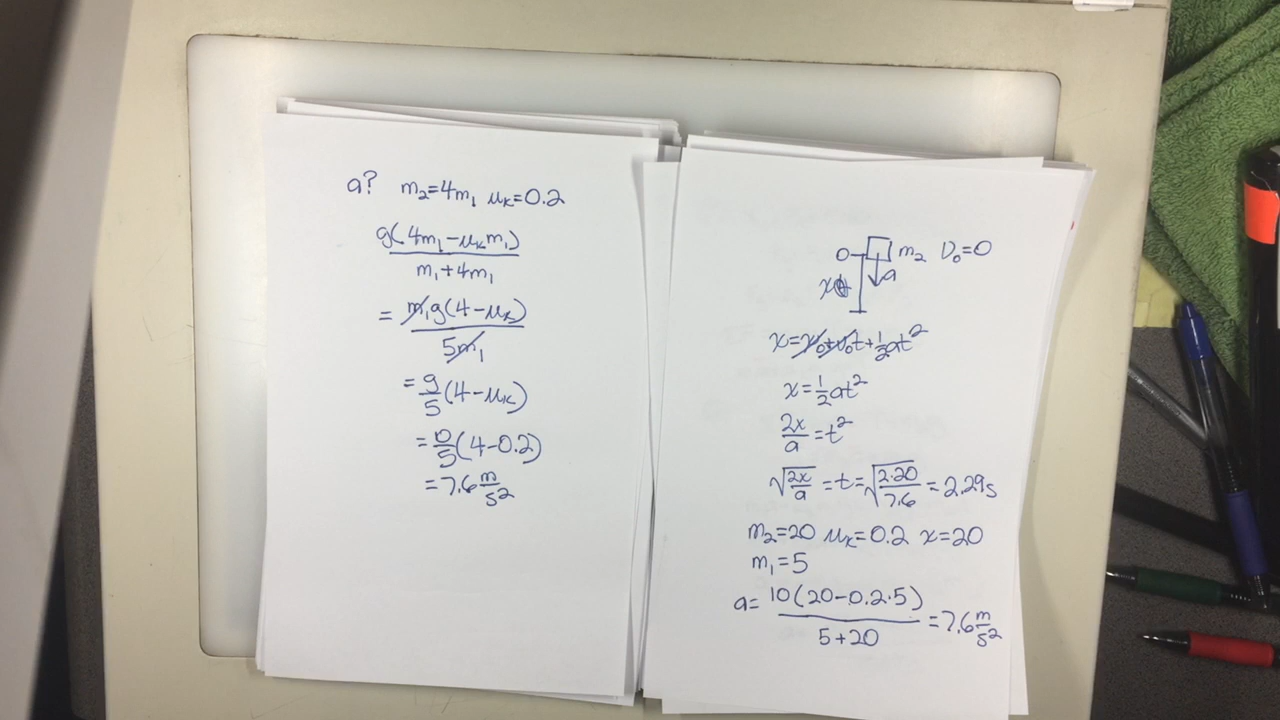 a? m₂=4m₁ μₖ=0.2
g(4m₁-μₖm₁)
m₁+4m₁
= m₁g(4-μₖ)
5m₁
= g/5 (4-μₖ)
= 10/5 (4-0.2)
= 7.6 m/s²
0 m₂ v₀=0
x a
x=x₀+v₀t+½at²
x=½at²
2x/a = t²
√(2x/a) = t = √(2·20/7.6) = 2.29s
m₂=20 μₖ=0.2 x=20
m₁=5
a= 10(20-0.2·5)
5+20
= 7.6 m/s²